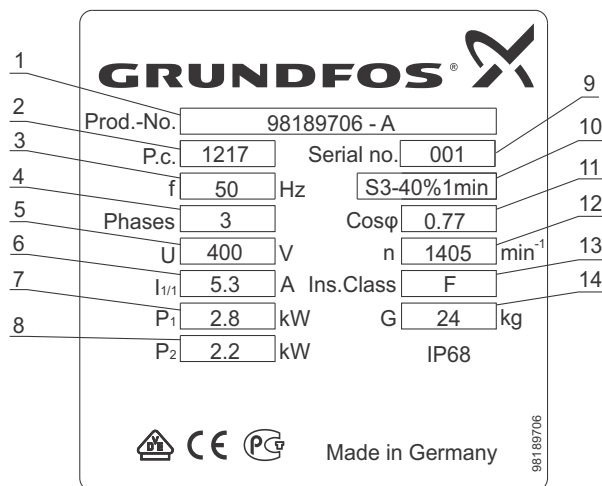 GRUNDFOS®
1 Prod.-No. 98189706 - A
2 P.c. 1217 Serial no. 001 9
3 f 50 Hz S3-40%1min 10
4 Phases 3 Cosφ 0.77 11
5 U 400 V n 1405 min⁻¹ 12
6 I1/1 5.3 A Ins.Class F 13
7 P1 2.8 kW G 24 kg 14
8 P2 2.2 kW IP68
VDE CE PG Made in Germany
98189706